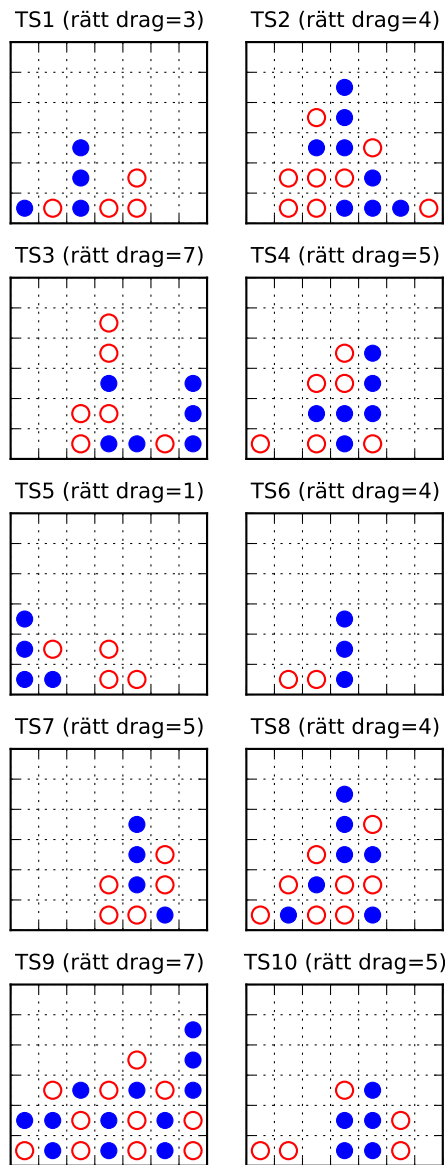 TS1 (rätt drag=3)
TS2 (rätt drag=4)
TS3 (rätt drag=7)
TS4 (rätt drag=5)
TS5 (rätt drag=1)
TS6 (rätt drag=4)
TS7 (rätt drag=5)
TS8 (rätt drag=4)
TS9 (rätt drag=7)
TS10 (rätt drag=5)